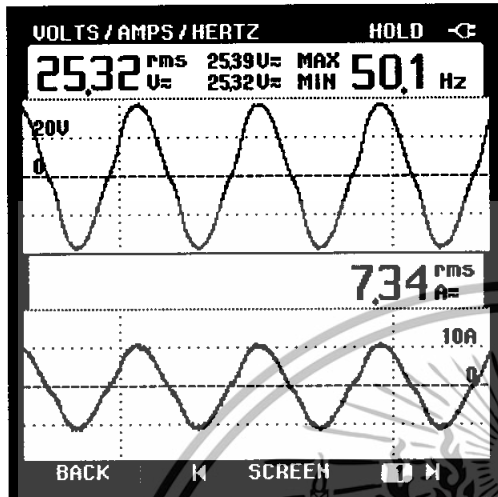 VOLTS/AMPS/HERTZ HOLD
25,32 rms V≂ 25,39 V≂ MAX 50,1 Hz
25,32 V≂ MIN
20V
0
7,34 rms A≂
10A
0
BACK SCREEN 1